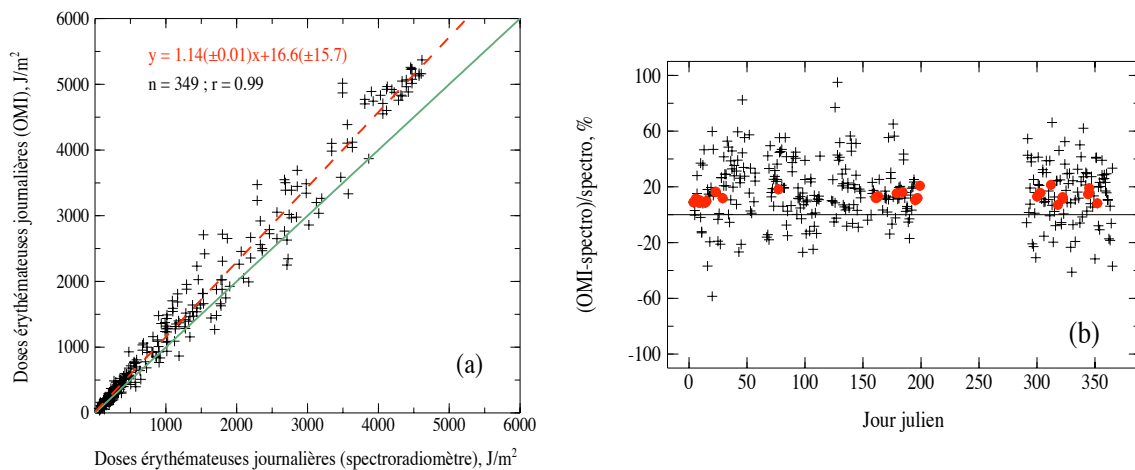 6000
5000
4000
3000
2000
1000
0
Doses érythémateuses journalières (OMI), J/m²
y = 1.14(±0.01)x+16.6(±15.7)
n = 349 ; r = 0.99
(a)
0 1000 2000 3000 4000 5000 6000
Doses érythémateuses journalières (spectroradiomètre), J/m²
100
60
20
-20
-60
-100
(OMI-spectro)/spectro, %
(b)
0 50 100 150 200 250 300 350
Jour julien